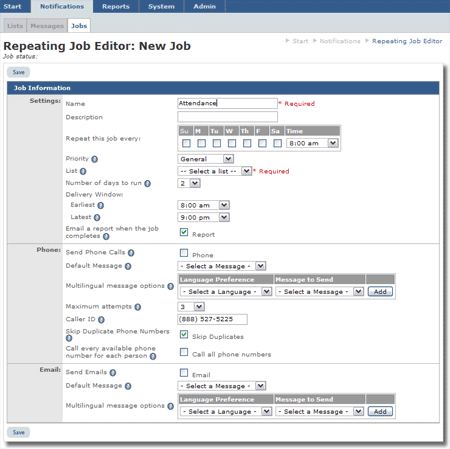 Start Notifications Reports System Admin
Lists Messages Jobs
Repeating Job Editor: New Job
Start Notifications Repeating Job Editor
Job status:
Save
Job Information
Settings:
Name Attendance * Required
Description
Repeat this job every: Su M Tu W Th F Sa Time
8:00 am
Priority General
List -- Select a list -- * Required
Number of days to run 2
Delivery Window:
Earliest 8:00 am
Latest 9:00 pm
Email a report when the job
completes Report
Phone:
Send Phone Calls Phone
Default Message - Select a Message -
Language Preference Message to Send
Multilingual message options - Select a Language - - Select a Message - Add
Maximum attempts 3
Caller ID (888) 527-5225
Skip Duplicate Phone Numbers
Skip Duplicates
Call every available phone
number for each person Call all phone numbers
Email:
Send Emails Email
Default Message - Select a Message -
Language Preference Message to Send
Multilingual message options - Select a Language - - Select a Message - Add
Save